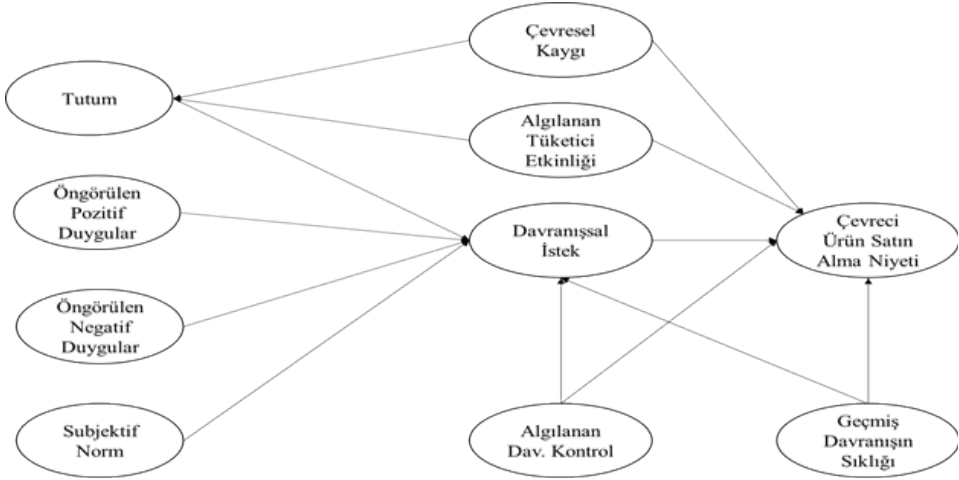 Çevresel
Kaygı
Tutum
Algılanan
Tüketici
Etkinliği
Öngörülen
Pozitif
Duygular
Davranışsal
İstek
Çevreci
Ürün Satın
Alma Niyeti
Öngörülen
Negatif
Duygular
Subjektif
Norm
Algılanan
Dav. Kontrol
Geçmiş
Davranışın
Sıklığı